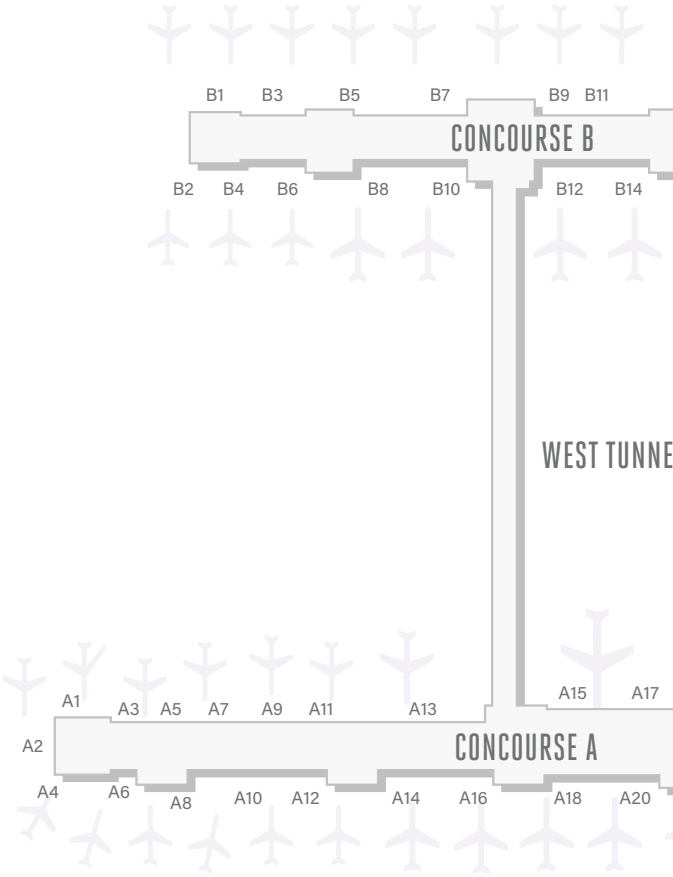 B1 B3 B5 B7 B9 B11
CONCOURSE B
B2 B4 B6 B8 B10 B12 B14
WEST TUNNE
A1 A3 A5 A7 A9 A11 A13 A15 A17
A2
CONCOURSE A
A4 A6 A8 A10 A12 A14 A16 A18 A20